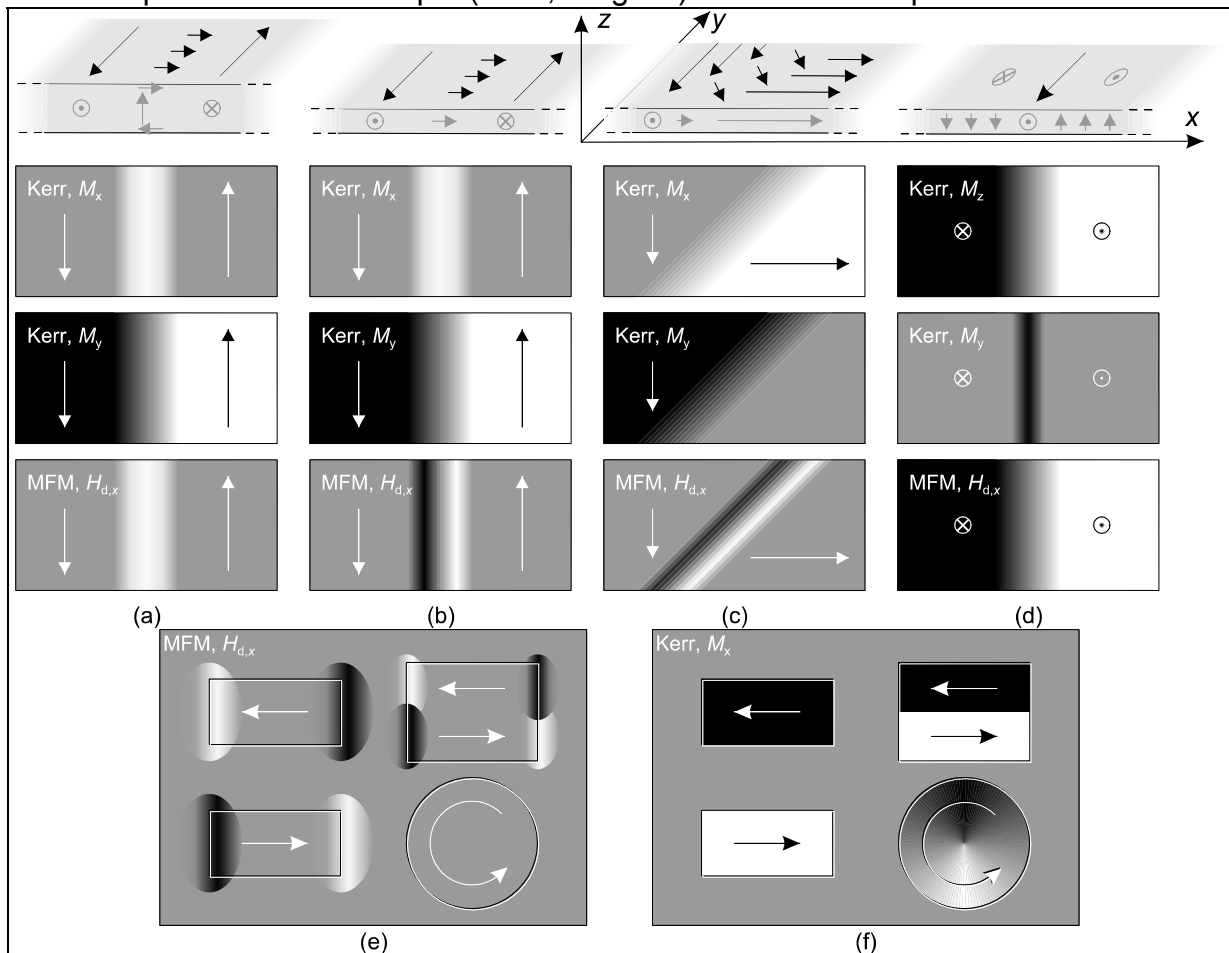 z
y
x
Kerr, Mx
Kerr, Mx
Kerr, Mx
Kerr, Mz
Kerr, My
Kerr, My
Kerr, My
Kerr, My
MFM, Hd,x
MFM, Hd,x
MFM, Hd,x
MFM, Hd,x
(a)
(b)
(c)
(d)
MFM, Hd,x
Kerr, Mx
(e)
(f)